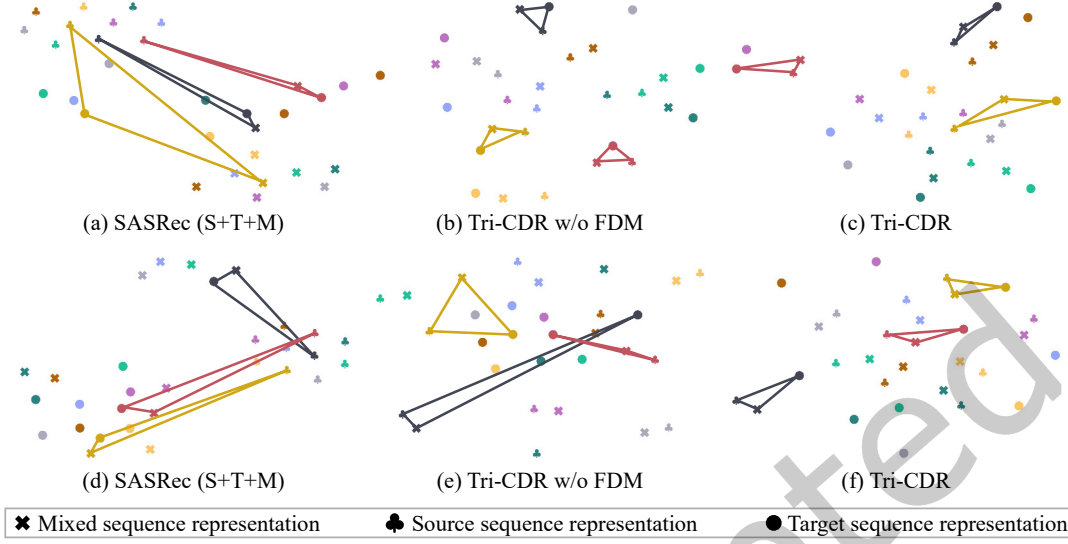 (a) SASRec (S+T+M) (b) Tri-CDR w/o FDM (c) Tri-CDR
(d) SASRec (S+T+M) (e) Tri-CDR w/o FDM (f) Tri-CDR
Mixed sequence representation Source sequence representation Target sequence representation